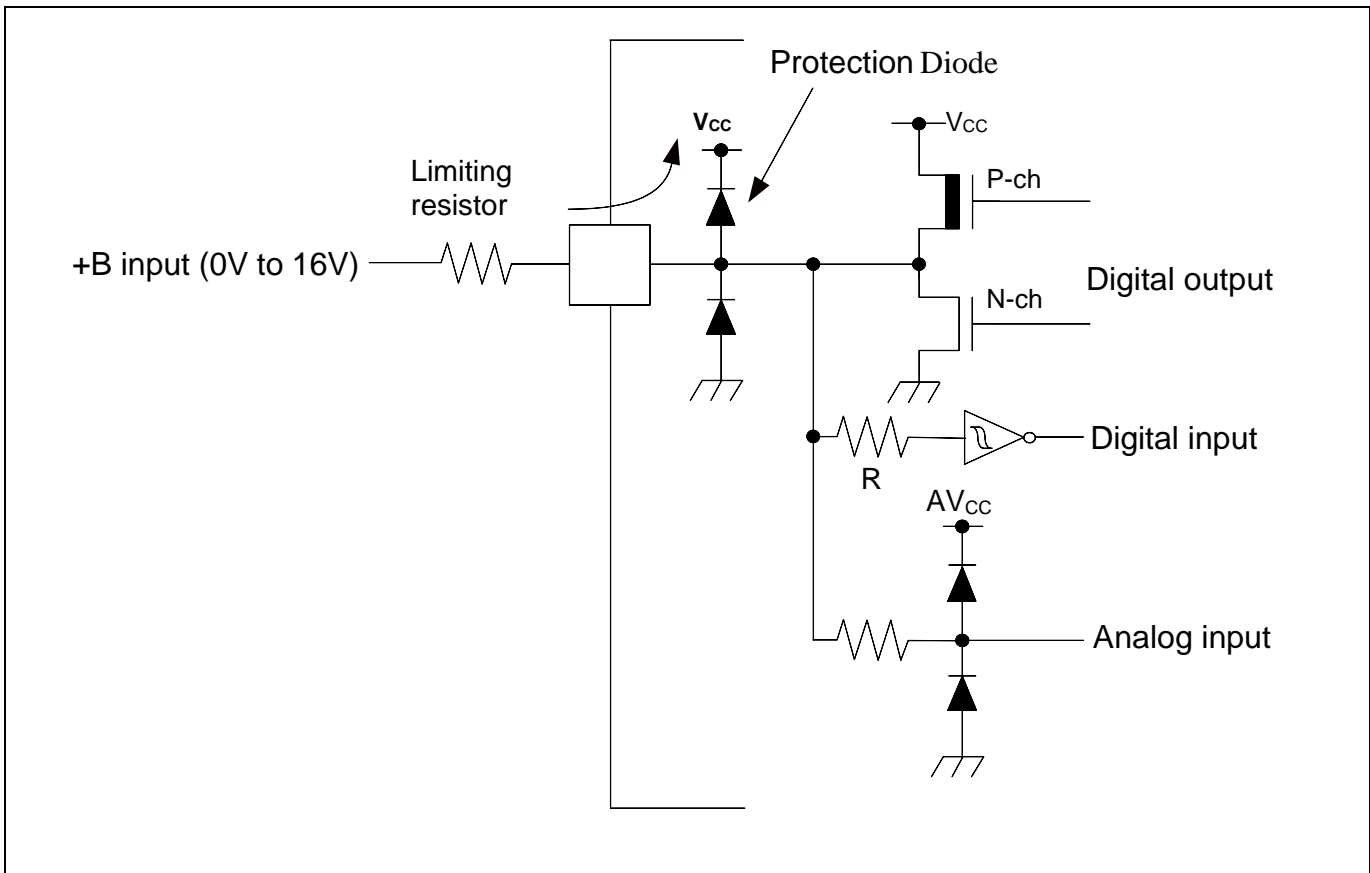 Protection Diode
VCC
VCC
Limiting
resistor
P-ch
+B input (0V to 16V)
Digital output
N-ch
Digital input
R
AVCC
Analog input